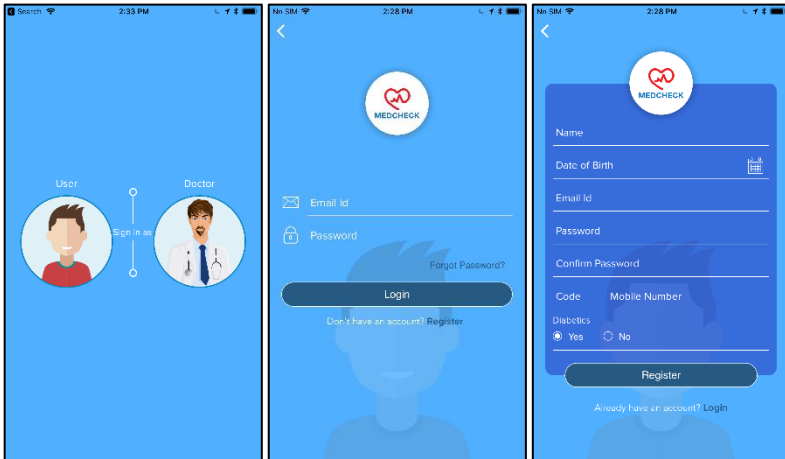 Search
2:33 PM
User
Doctor
Sign in as
No SIM
2:28 PM
MEDCHECK
Email Id
Password
Forgot Password?
Login
Don't have an account? Register
No SIM
2:28 PM
MEDCHECK
Name
Date of Birth
Email Id
Password
Confirm Password
Code Mobile Number
Diabetics
Yes No
Register
Already have an account? Login